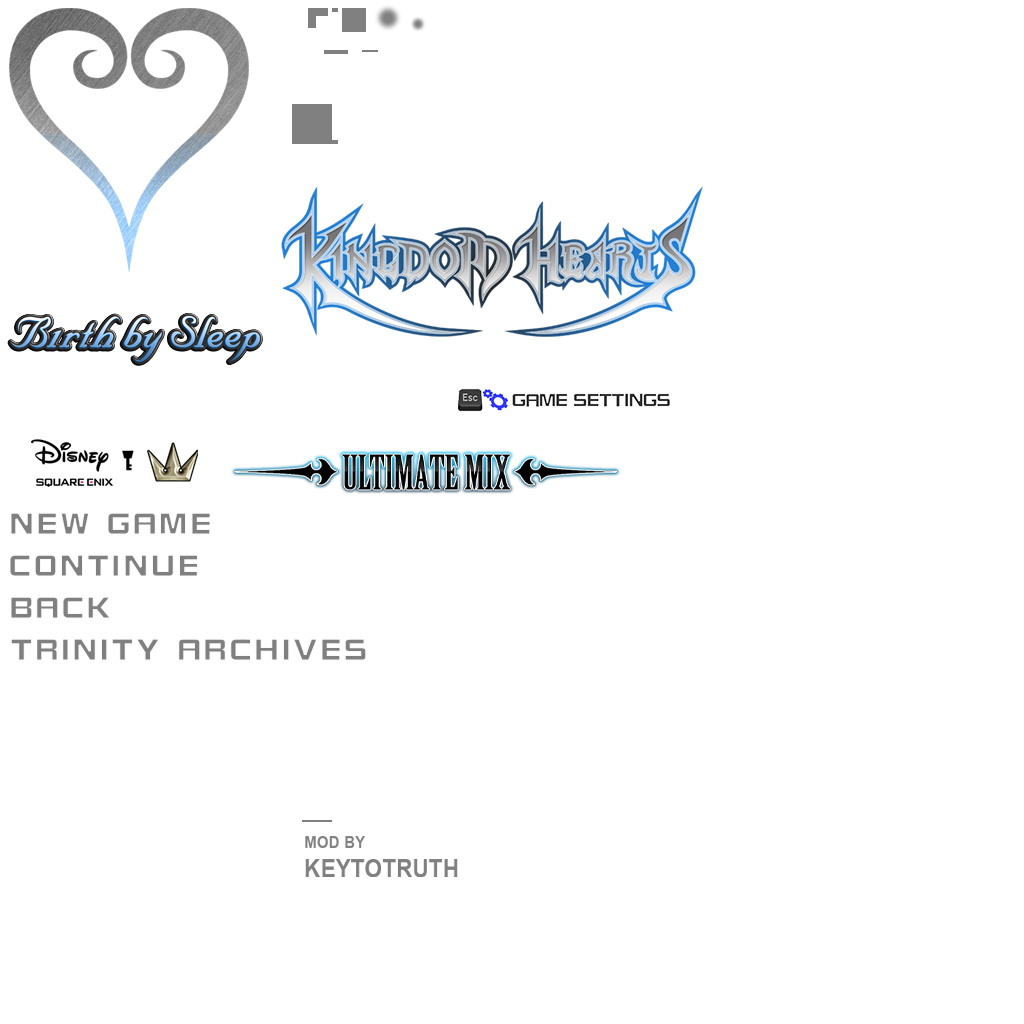 KINGDOM HEARTS
Birth by Sleep
Esc GAME SETTINGS
Disney
SQUARE ENIX
ULTIMATE MIX
NEW GAME
CONTINUE
BACK
TRINITY ARCHIVES
MOD BY
KEYTOTRUTH